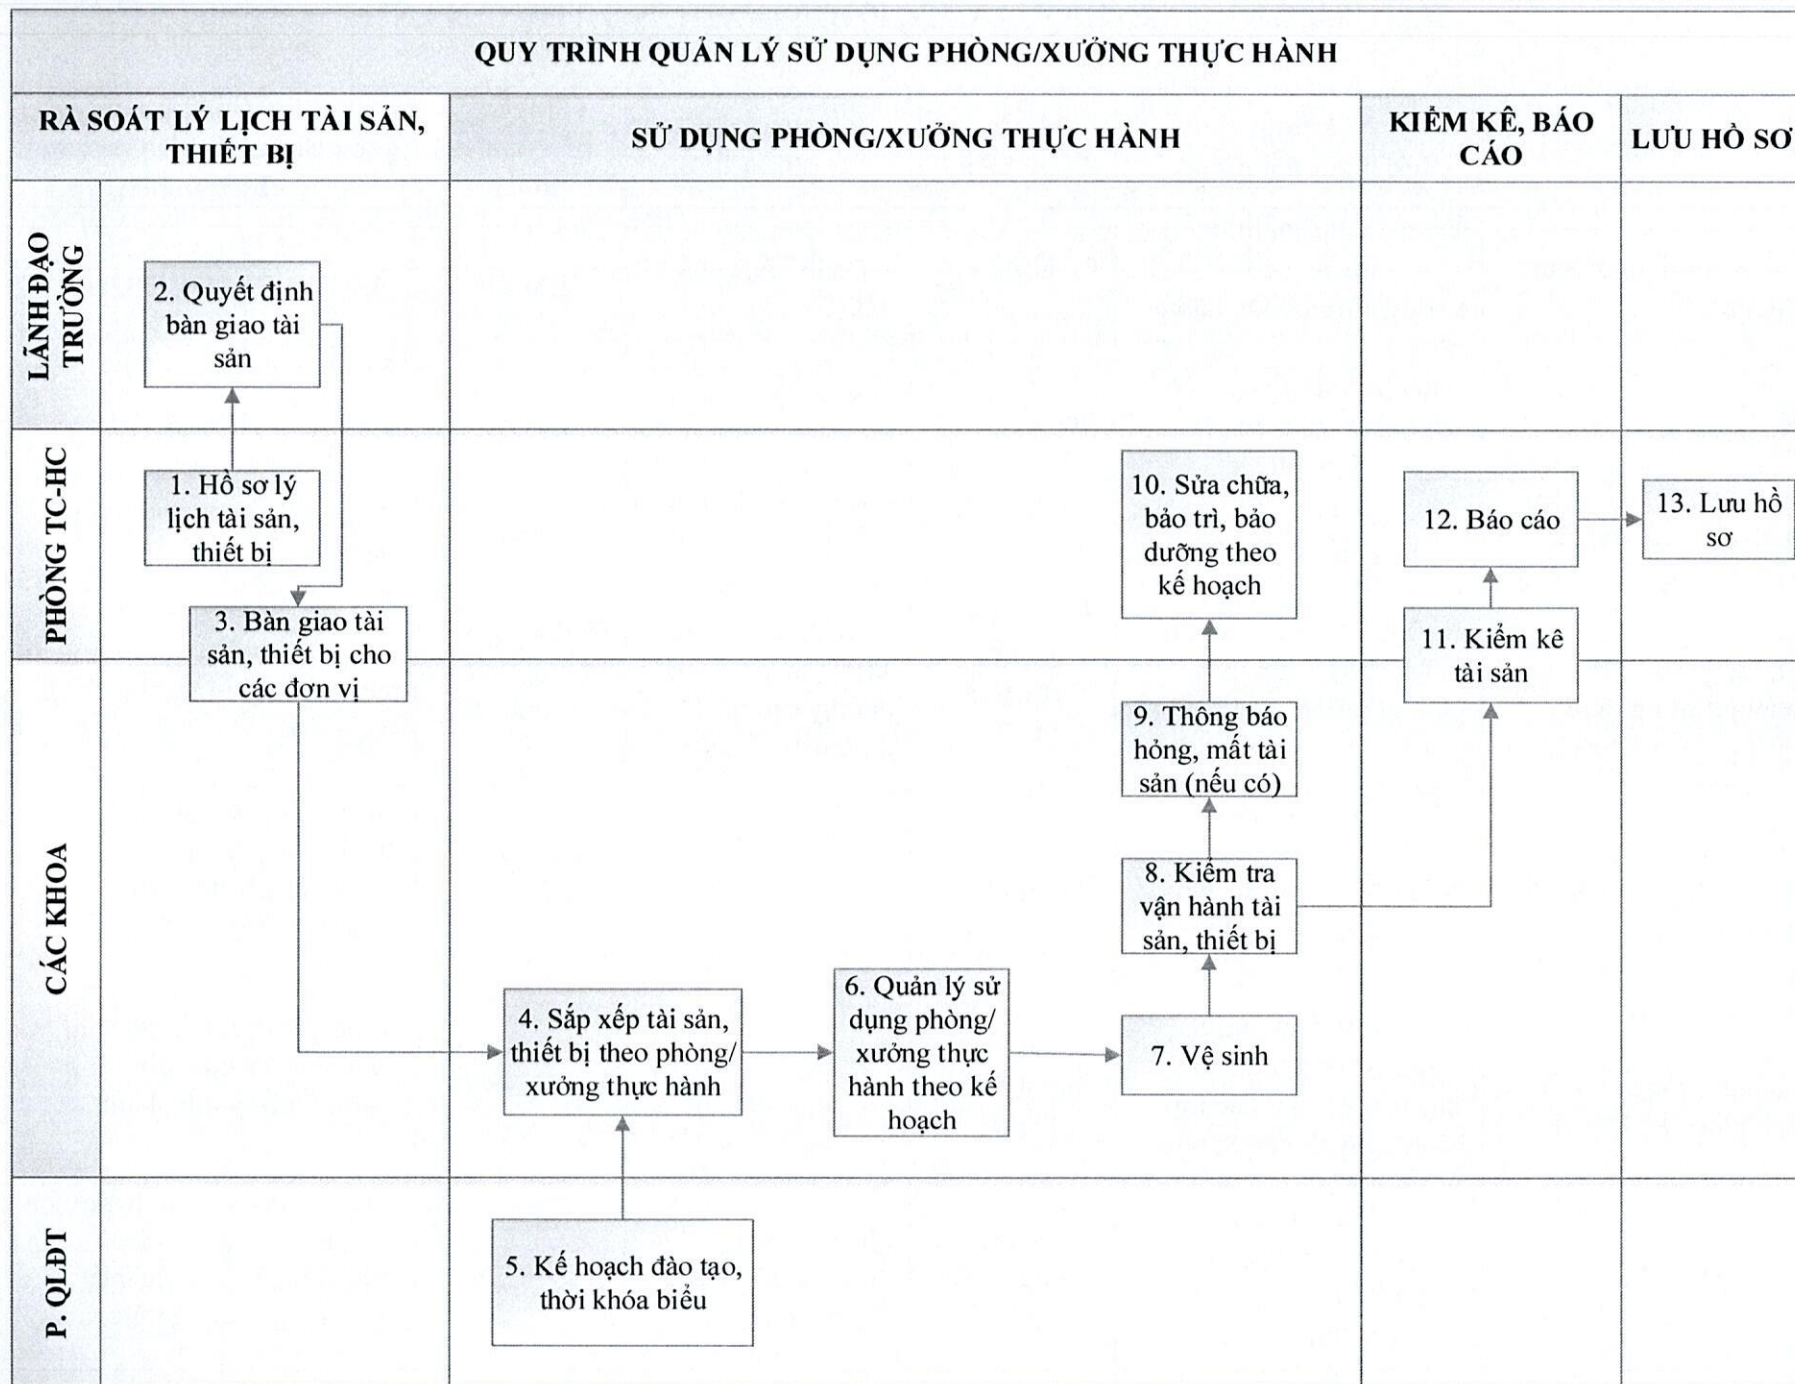 QUY TRÌNH QUẢN LÝ SỬ DỤNG PHÒNG/XƯỞNG THỰC HÀNH
RÀ SOÁT LÝ LỊCH TÀI SẢN,
THIẾT BỊ
SỬ DỤNG PHÒNG/XƯỞNG THỰC HÀNH
KIỂM KÊ, BÁO
CÁO
LƯU HỒ SƠ
LÃNH ĐẠO
TRƯỜNG
2. Quyết định
bàn giao tài
sản
PHÒNG TC-HC
1. Hồ sơ lý
lịch tài sản,
thiết bị
3. Bàn giao tài
sản, thiết bị cho
các đơn vị
10. Sửa chữa,
bảo trì, bảo
dưỡng theo
kế hoạch
12. Báo cáo
13. Lưu hồ
sơ
11. Kiểm kê
tài sản
CÁC KHOA
9. Thông báo
hỏng, mất tài
sản (nếu có)
8. Kiểm tra
vận hành tài
sản, thiết bị
4. Sắp xếp tài sản,
thiết bị theo phòng/
xưởng thực hành
6. Quản lý sử
dụng phòng/
xưởng thực
hành theo kế
hoạch
7. Vệ sinh
P. QLĐT
5. Kế hoạch đào tạo,
thời khóa biểu